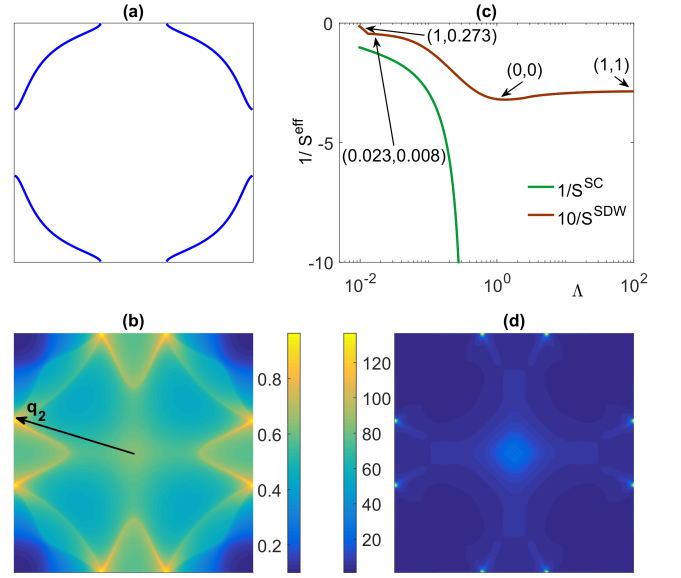 (a)
(c)
0
-5
-10
1/ S^eff
(1,0.273)
(0,0)
(1,1)
(0.023,0.008)
1/S^SC
10/S^SDW
10^-2
10^0
Λ
10^2
(b)
(d)
q_2
0.8
0.6
0.4
0.2
120
100
80
60
40
20